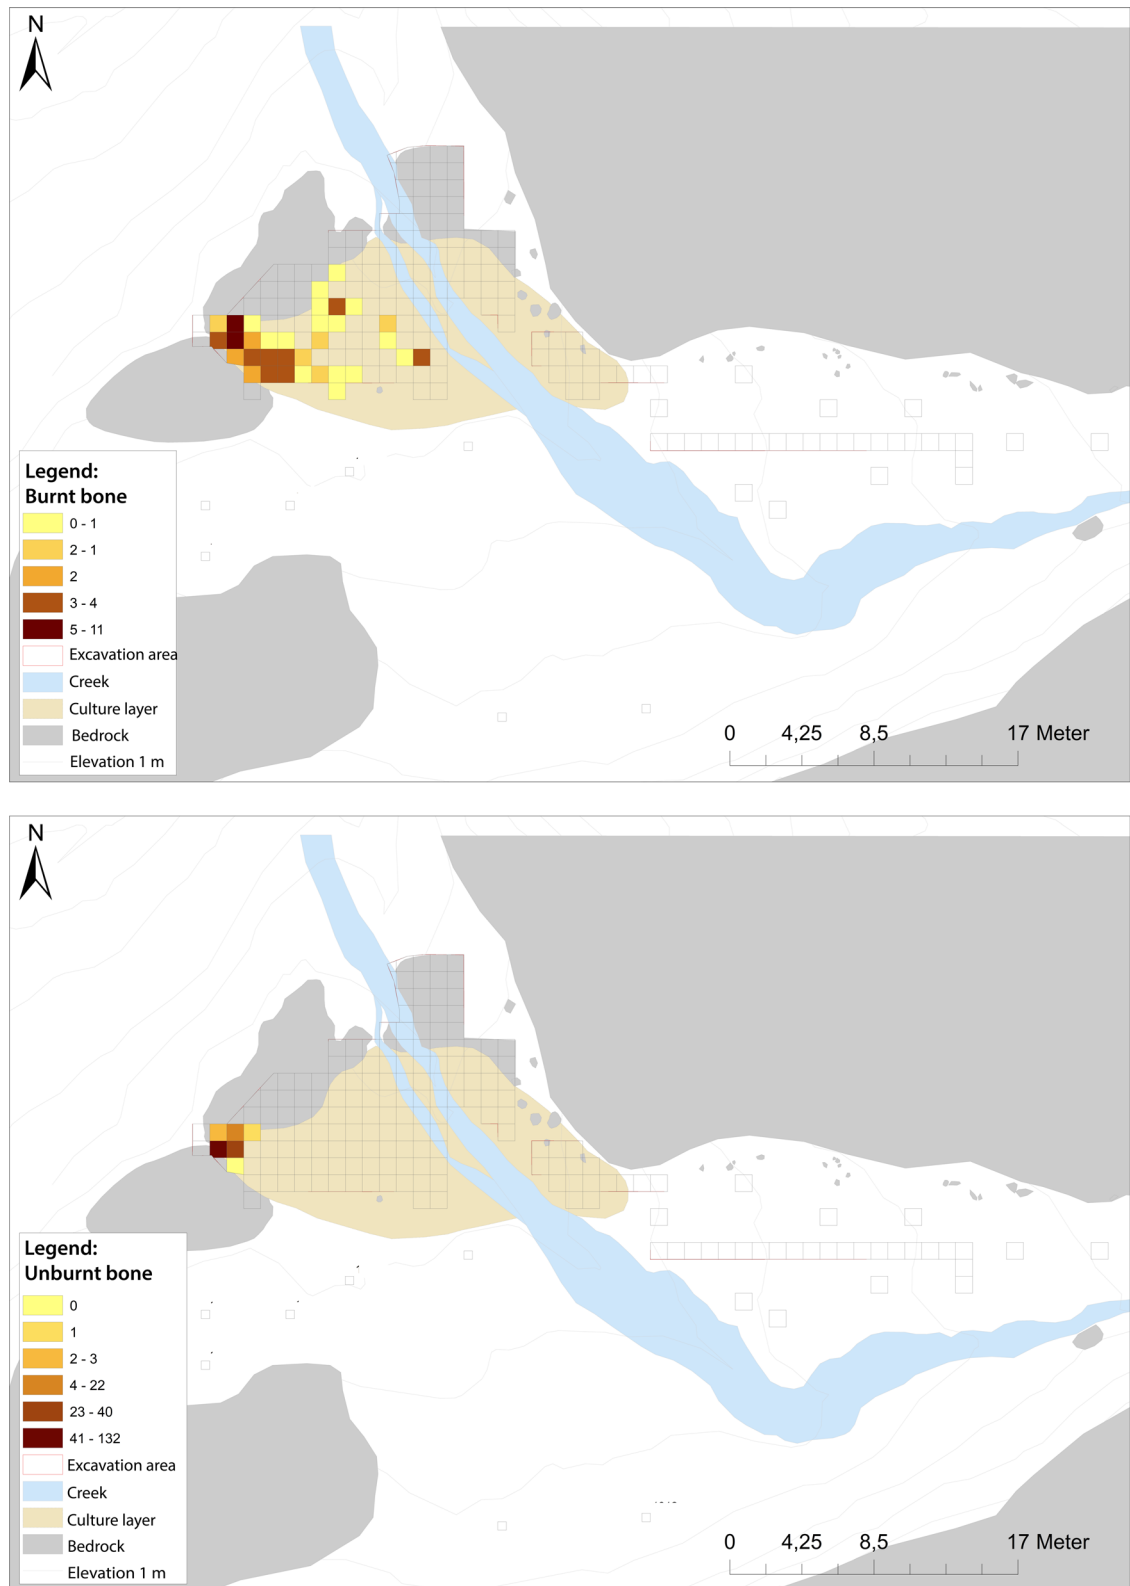 N
Legend:
Burnt bone
0 - 1
2 - 1
2
3 - 4
5 - 11
Excavation area
Creek
Culture layer
Bedrock
Elevation 1 m
0 4,25 8,5 17 Meter
N
Legend:
Unburnt bone
0
1
2 - 3
4 - 22
23 - 40
41 - 132
Excavation area
Creek
Culture layer
Bedrock
Elevation 1 m
0 4,25 8,5 17 Meter